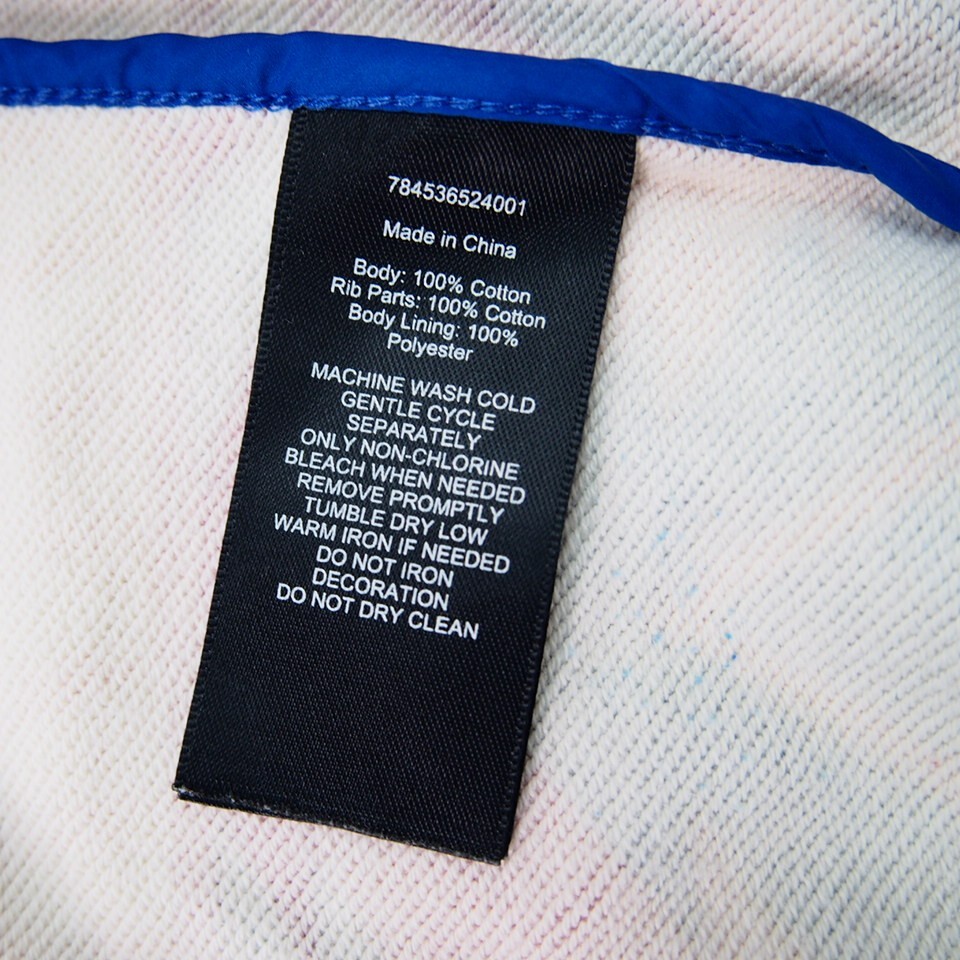 784536524001
Made in China
Body: 100% Cotton
Rib Parts: 100% Cotton
Body Lining: 100%
Polyester
MACHINE WASH COLD
GENTLE CYCLE
SEPARATELY
ONLY NON-CHLORINE
BLEACH WHEN NEEDED
REMOVE PROMPTLY
TUMBLE DRY LOW
WARM IRON IF NEEDED
DO NOT IRON
DECORATION
DO NOT DRY CLEAN